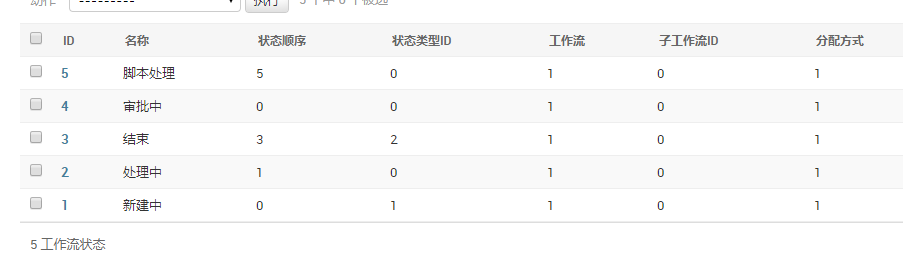 动作 --------- 执行 5 个中 0 个被选
ID 名称 状态顺序 状态类型ID 工作流 子工作流ID 分配方式
5 脚本处理 5 0 1 0 1
4 审批中 0 0 1 0 1
3 结束 3 2 1 0 1
2 处理中 1 0 1 0 1
1 新建中 0 1 1 0 1
5 工作流状态